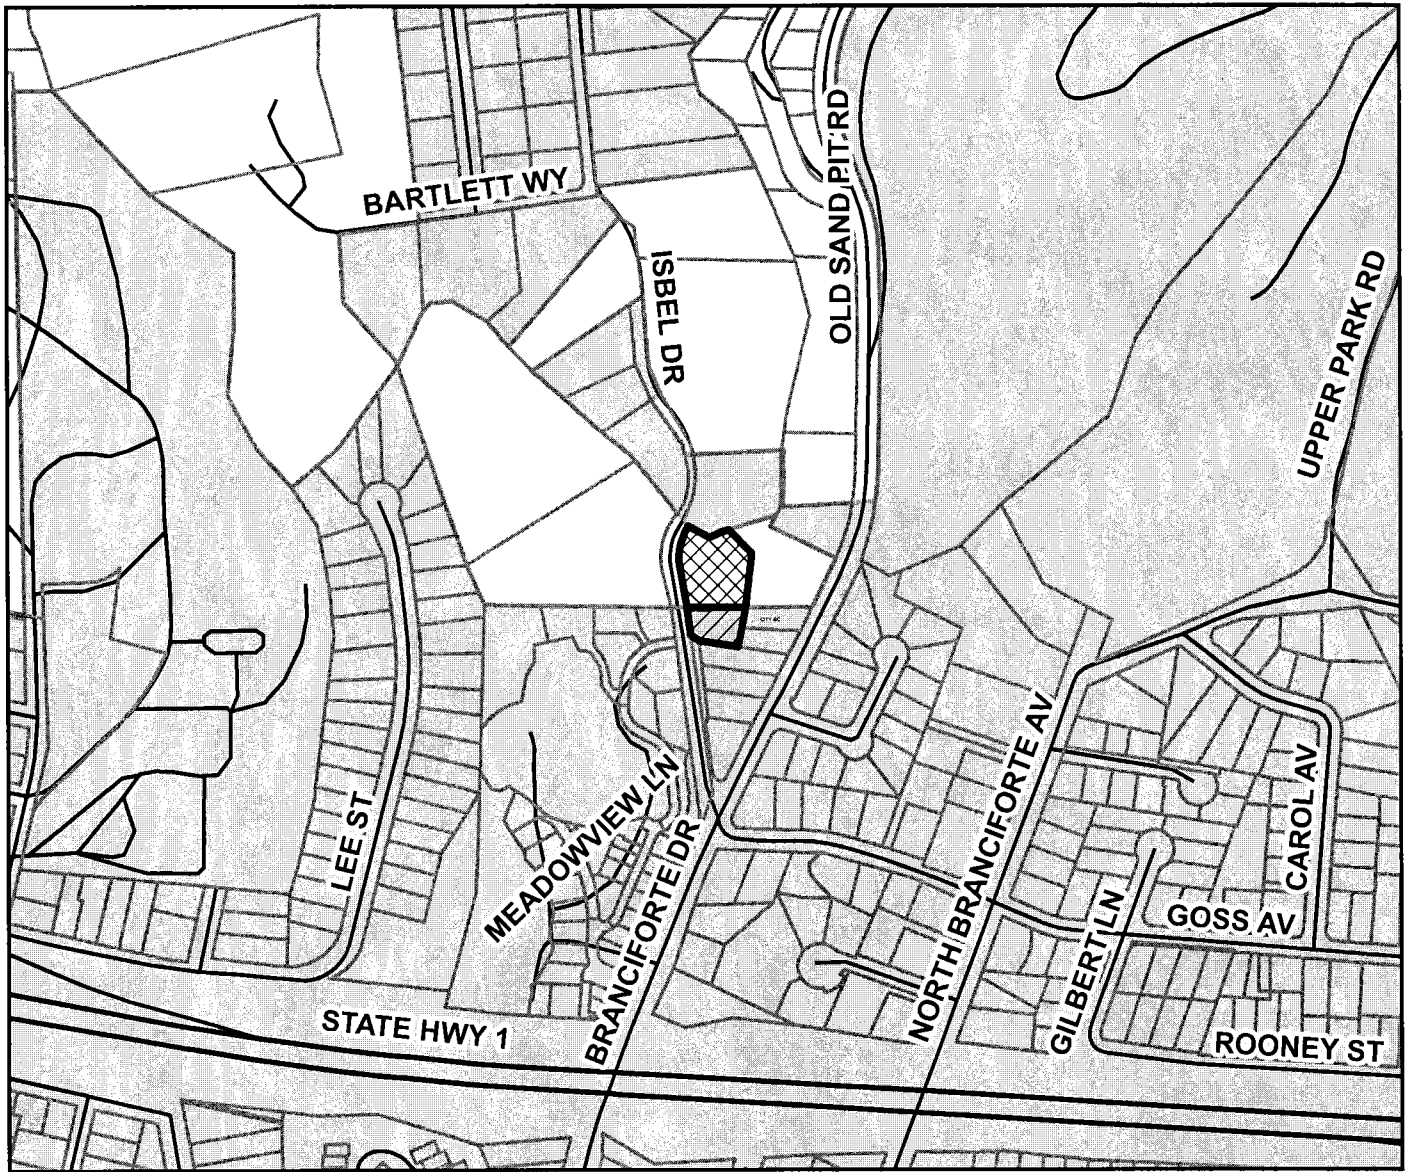 BARTLETT WY
ISBEL DR
OLD SAND PIT RD
UPPER PARK RD
LEE ST
MEADOWVIEW LN
BRANCIFORTE DR
NORTH BRANCIFORTE AV
CAROL AV
GOSS AV
GILBERT LN
STATE HWY 1
ROONEY ST